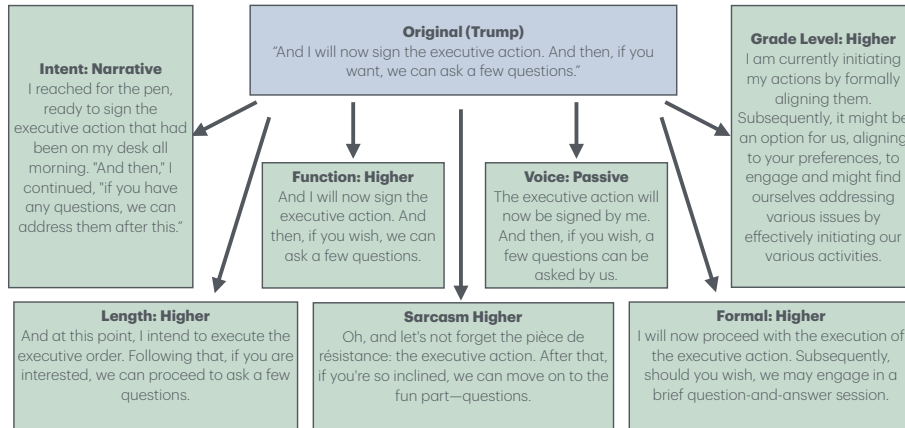 Original (Trump)
“And I will now sign the executive action. And then, if you
want, we can ask a few questions.”
Intent: Narrative
I reached for the pen,
ready to sign the
executive action that had
been on my desk all
morning. "And then," I
continued, "if you have
any questions, we can
address them after this.”
Function: Higher
And I will now sign the
executive action. And
then, if you wish, we can
ask a few questions.
Voice: Passive
The executive action will
now be signed by me.
And then, if you wish, a
few questions can be
asked by us.
Grade Level: Higher
I am currently initiating
my actions by formally
aligning them.
Subsequently, it might be
an option for us, aligning
to your preferences, to
engage and might find
ourselves addressing
various issues by
effectively initiating our
various activities.
Length: Higher
And at this point, I intend to execute the
executive order. Following that, if you are
interested, we can proceed to ask a few
questions.
Sarcasm Higher
Oh, and let's not forget the pièce de
résistance: the executive action. After that,
if you're so inclined, we can move on to the
fun part—questions.
Formal: Higher
I will now proceed with the execution of
the executive action. Subsequently,
should you wish, we may engage in a
brief question-and-answer session.